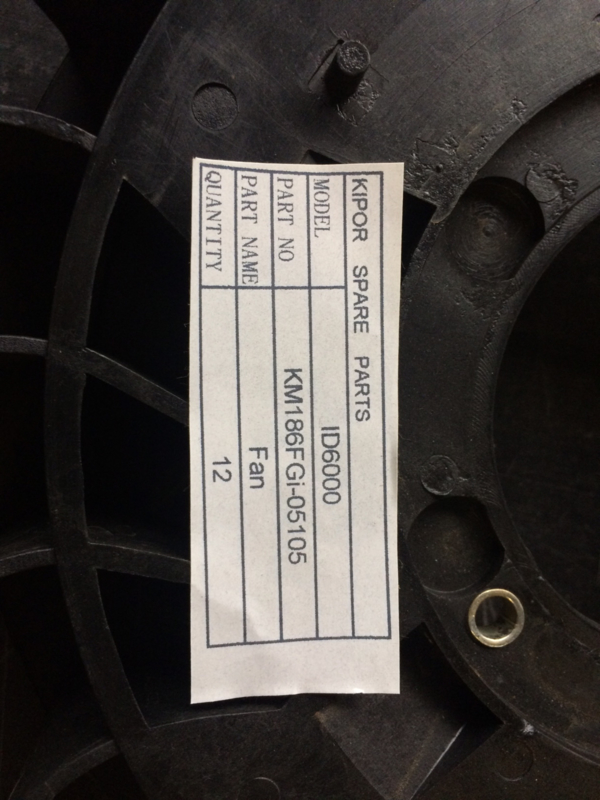 KIPOR SPARE PARTS
MODEL ID6000
PART NO KM186FGi-05105
PART NAME Fan
QUANTITY 12